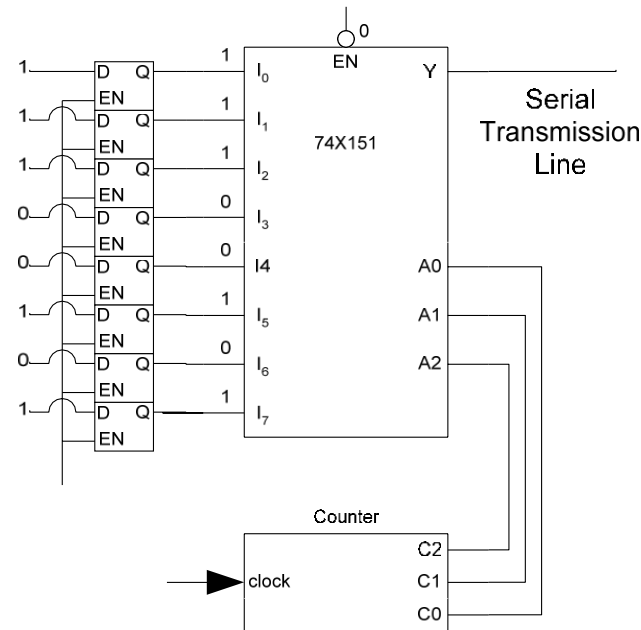 0
1 D Q 1 I0 EN Y
EN
1 D Q 1 I1 Serial
EN 74X151 Transmission
1 D Q 1 I2 Line
EN
0 D Q 0 I3
EN
0 D Q 0 I4 A0
EN
1 D Q 1 I5 A1
EN
0 D Q 0 I6 A2
EN
1 D Q 1 I7
EN
Counter
C2
clock C1
C0